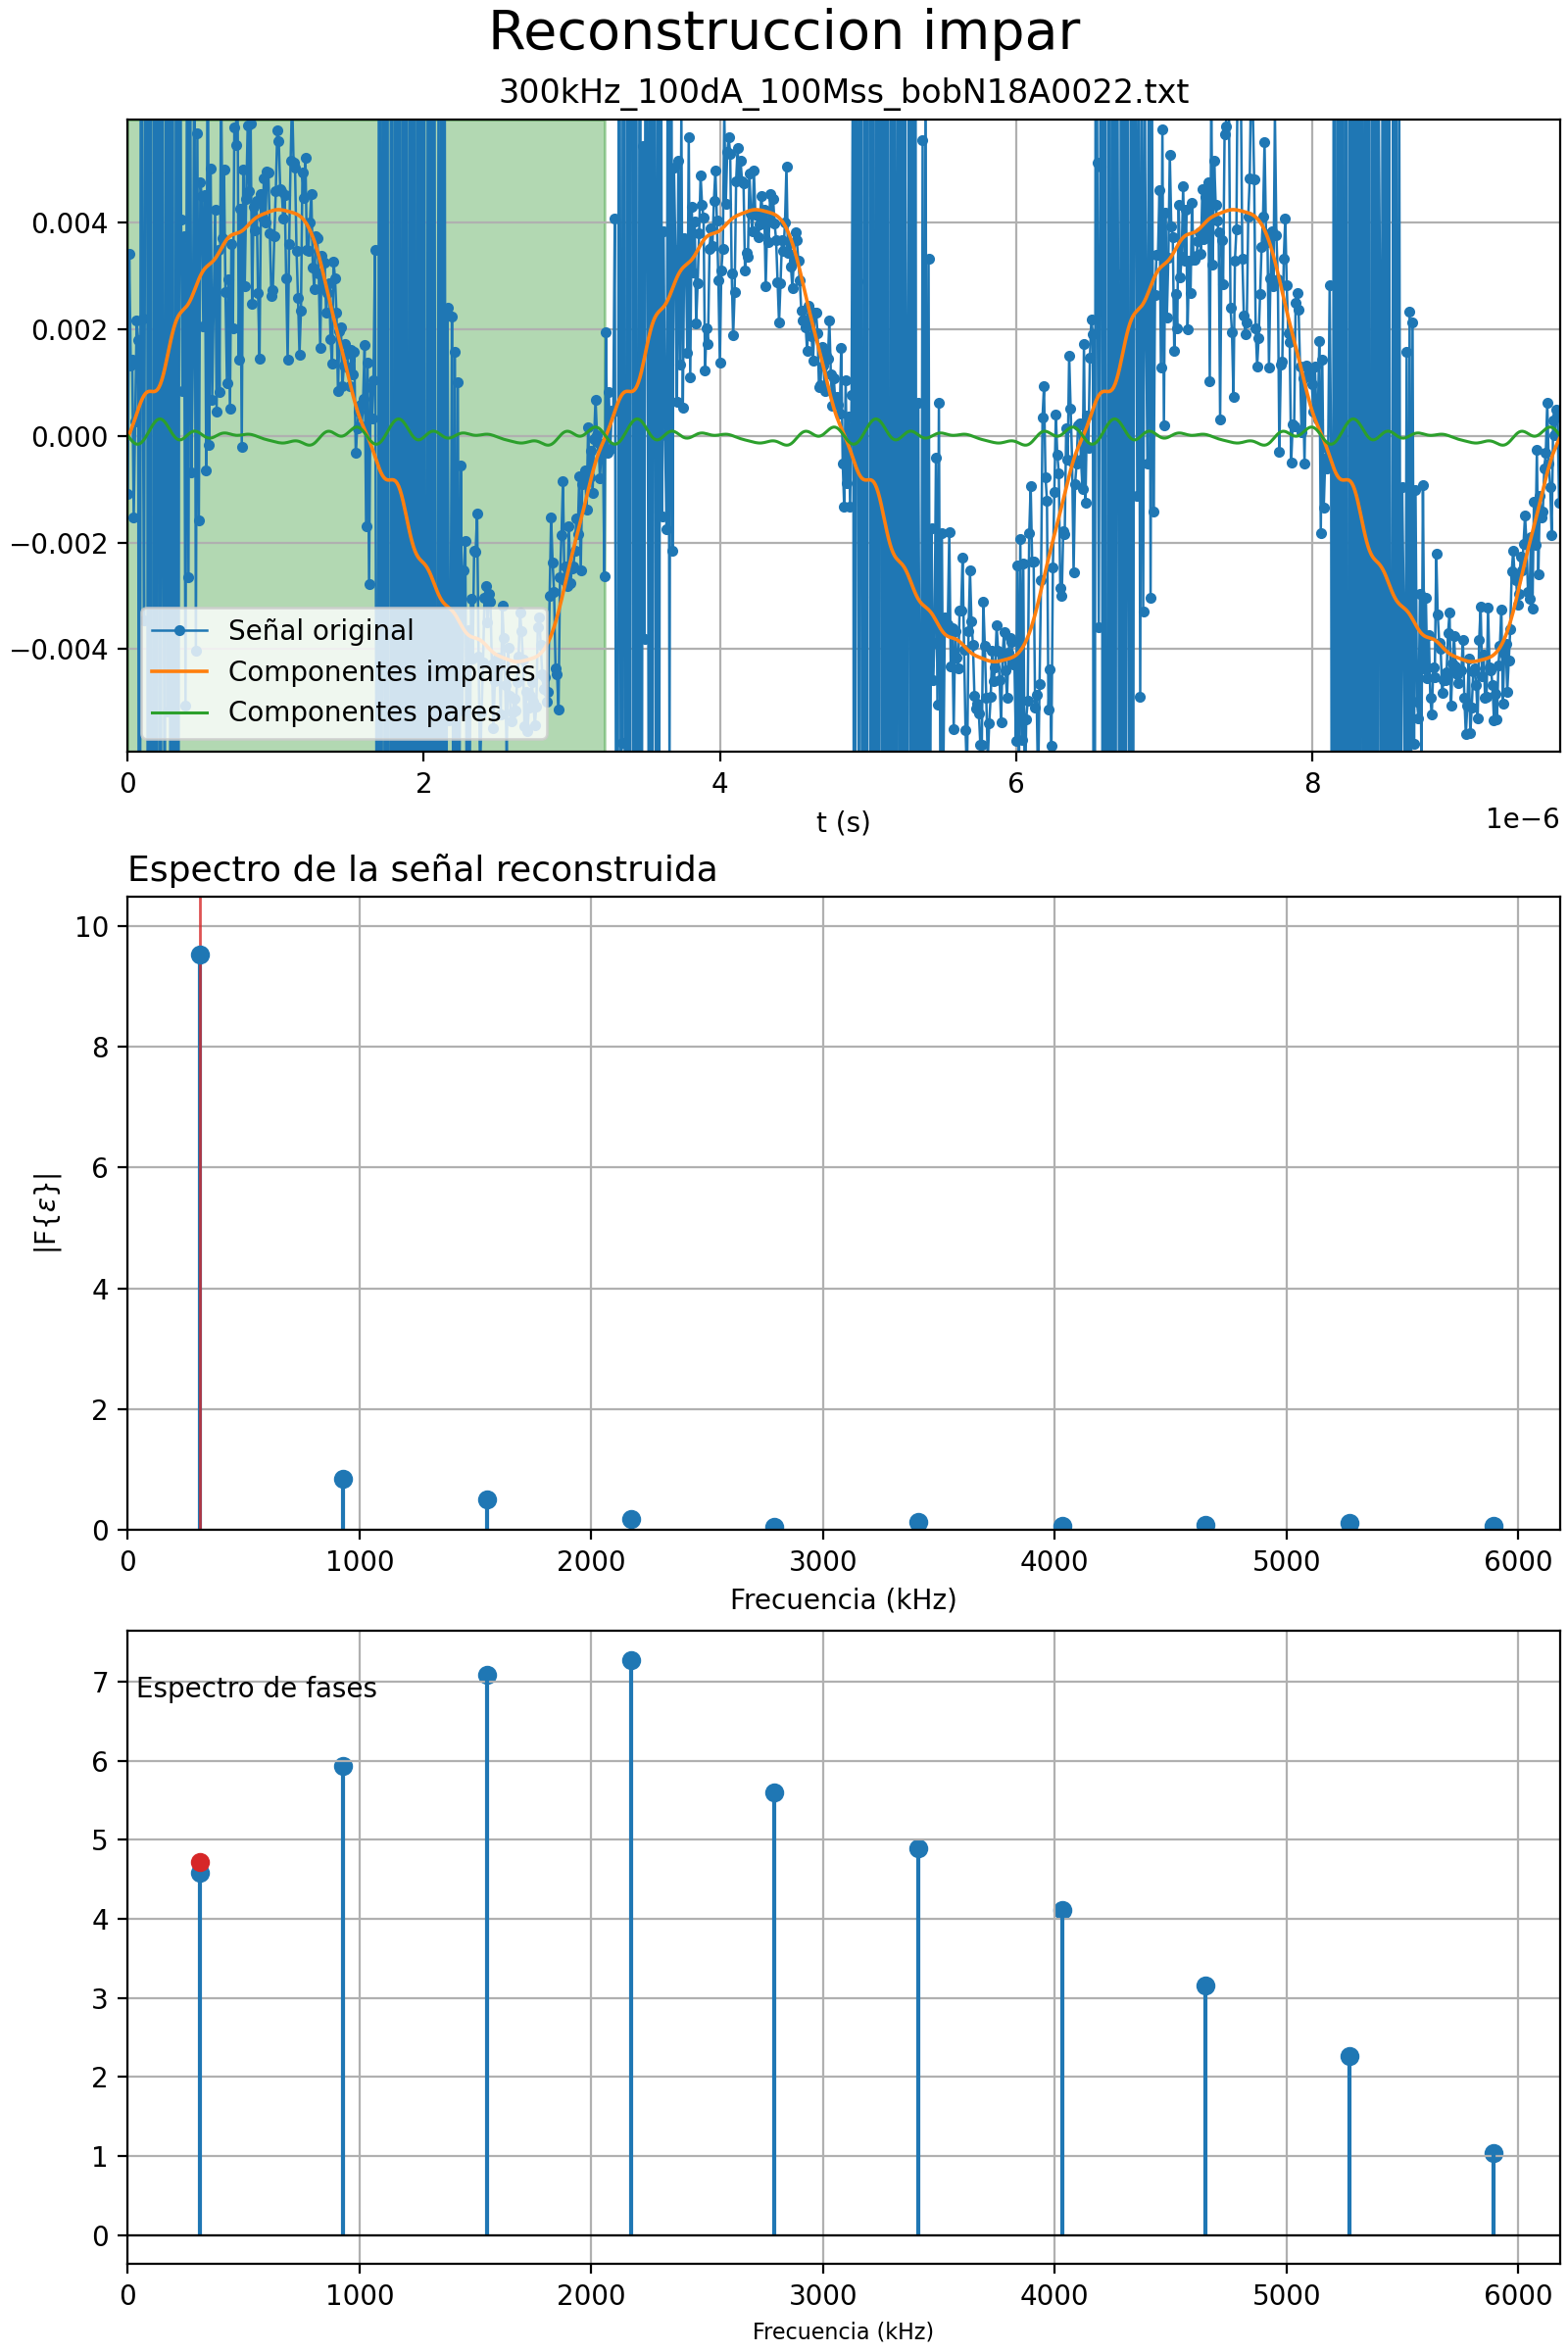 Reconstruccion impar
300kHz_100dA_100Mss_bobN18A0022.txt
0.004
0.002
0.000
−0.002
−0.004
Señal original
Componentes impares
Componentes pares
0 2 4 6 8
1e−6
t (s)
Espectro de la señal reconstruida
10
8
6
4
2
0
|F{ε}|
0 1000 2000 3000 4000 5000 6000
Frecuencia (kHz)
7
Espectro de fases
6
5
4
3
2
1
0
0 1000 2000 3000 4000 5000 6000
Frecuencia (kHz)